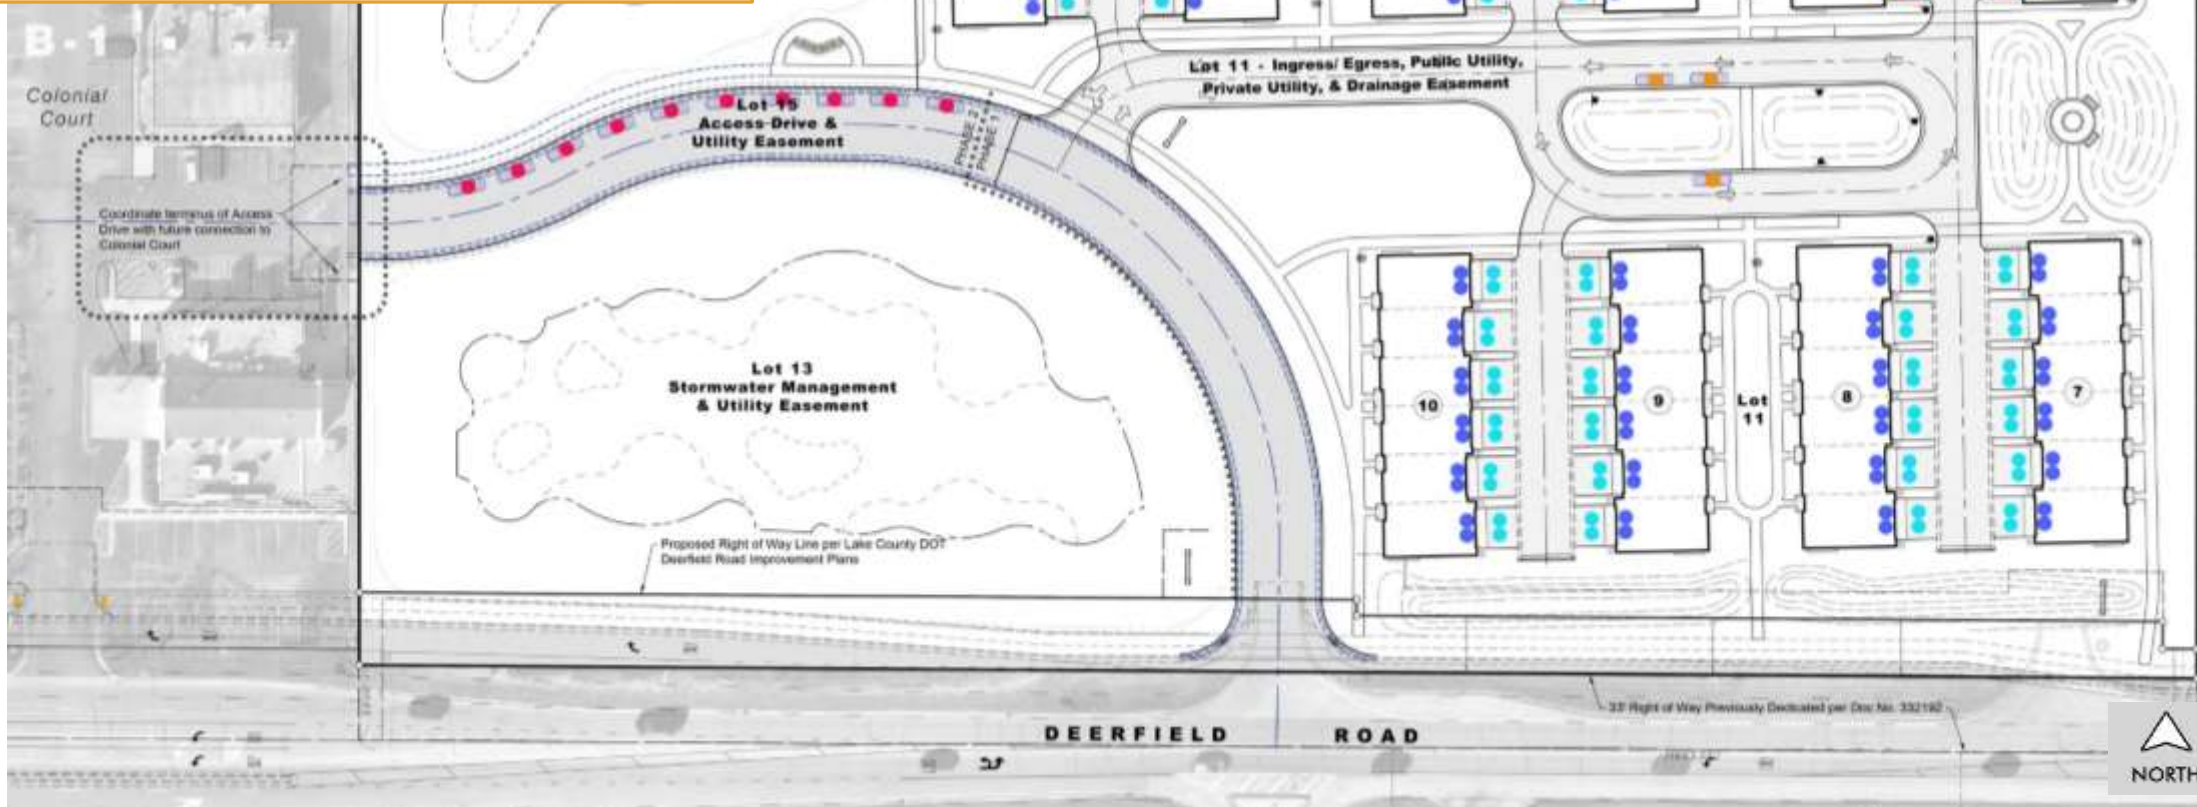 B-1
Colonial
Court
Lot 11 - Ingress/ Egress, Public Utility,
Private Utility, & Drainage Easement
Lot 15
Access Drive &
Utility Easement
PHASE 2
PHASE 1
Coordinate terminus of Access
Drive with future connection to
Colonial Court
Lot 13
Stormwater Management
& Utility Easement
10
9
Lot
11
8
7
Proposed Right of Way Line per Lake County DOT
Deerfield Road Improvement Plans
33' Right of Way Previously Dedicated per Doc No. 332192
DEERFIELD ROAD
NORTH